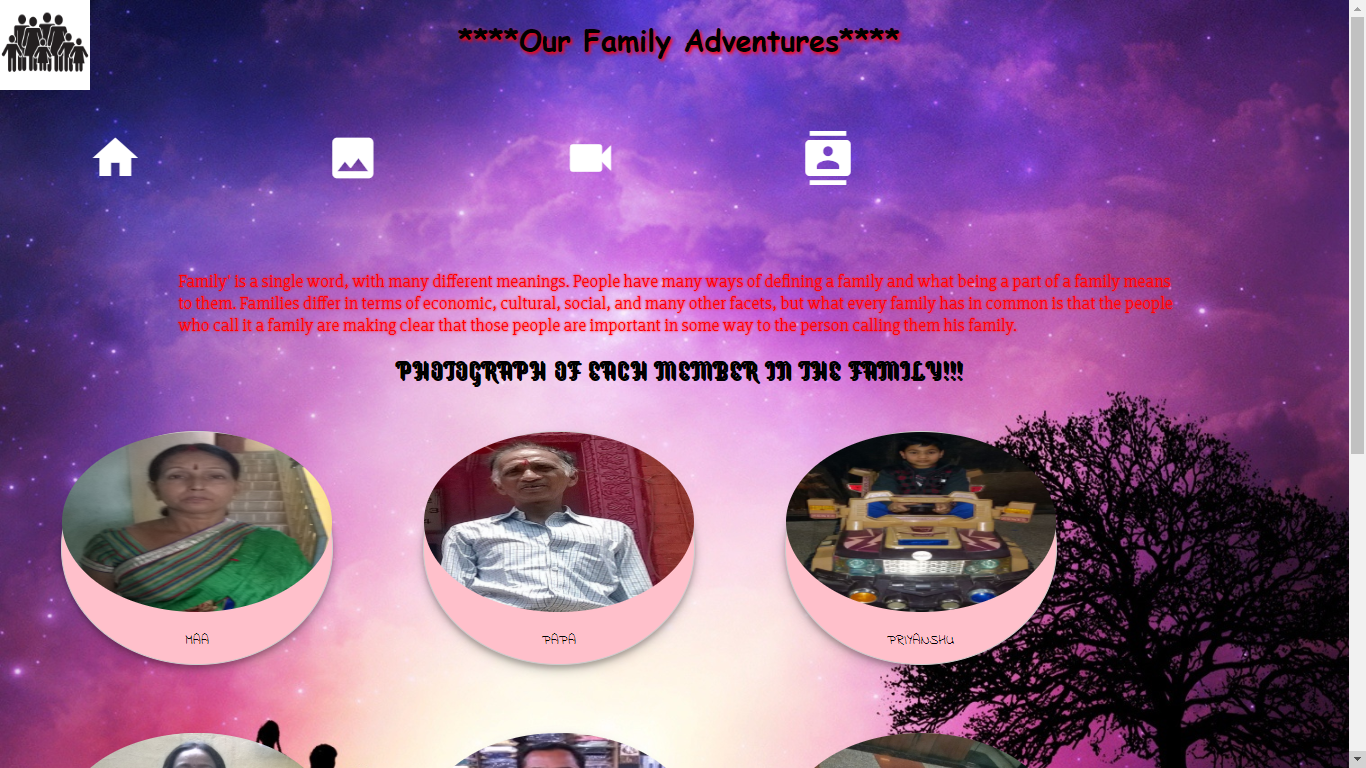 ****Our Family Adventures****
Family' is a single word, with many different meanings. People have many ways of defining a family and what being a part of a family means
to them. Families differ in terms of economic, cultural, social, and many other facets, but what every family has in common is that the people
who call it a family are making clear that those people are important in some way to the person calling them his family.
PHOTOGRAPH OF EACH MEMBER IN THE FAMILY!!!
MAA
PAPA
PRIYANSHU